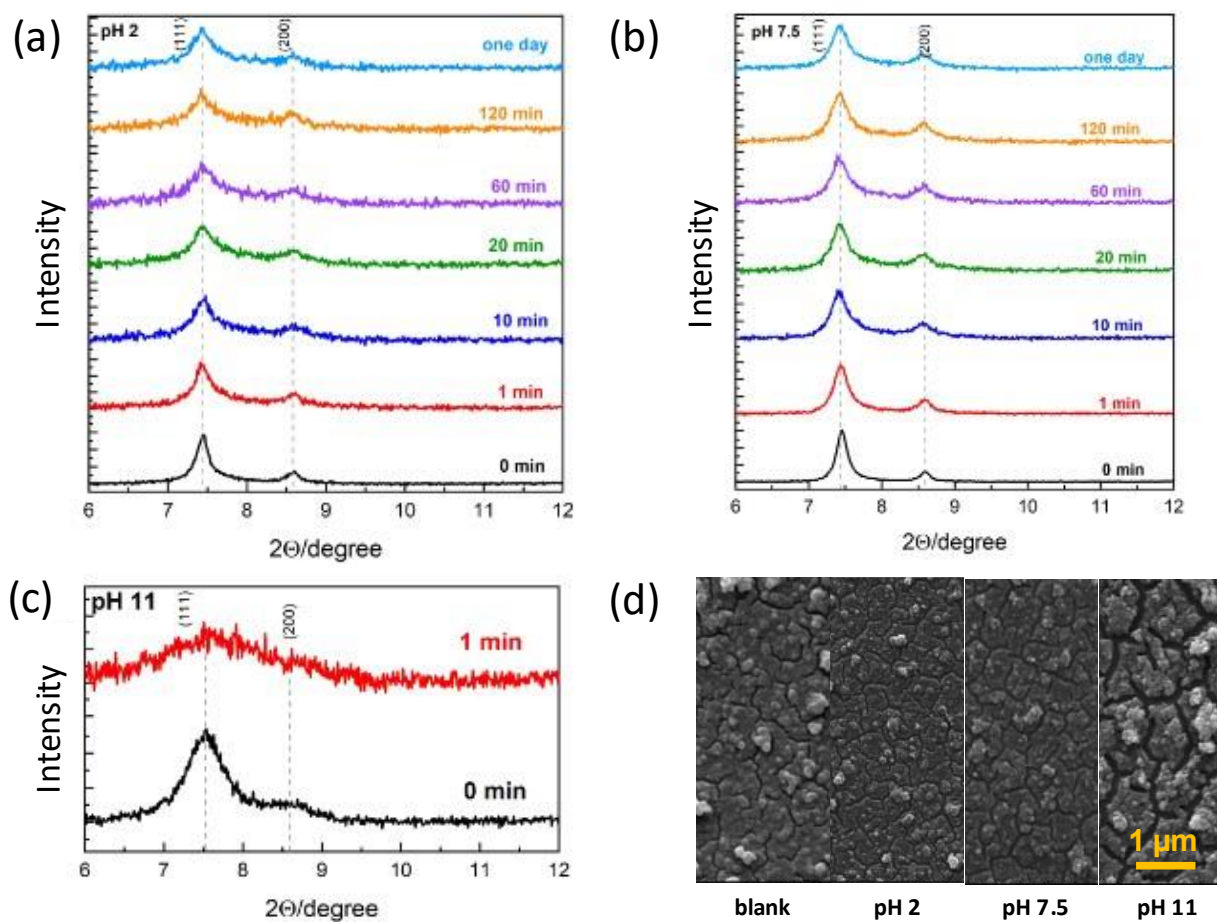 (a)
pH 2
(111)
(200)
one day
120 min
60 min
20 min
10 min
1 min
0 min
Intensity
6 7 8 9 10 11 12
2Θ/degree
(b)
pH 7.5
(111)
(200)
one day
120 min
60 min
20 min
10 min
1 min
0 min
Intensity
6 7 8 9 10 11 12
2Θ/degree
(c)
pH 11
(111)
(200)
1 min
0 min
Intensity
6 7 8 9 10 11 12
2Θ/degree
(d)
1 μm
blank pH 2 pH 7.5 pH 11